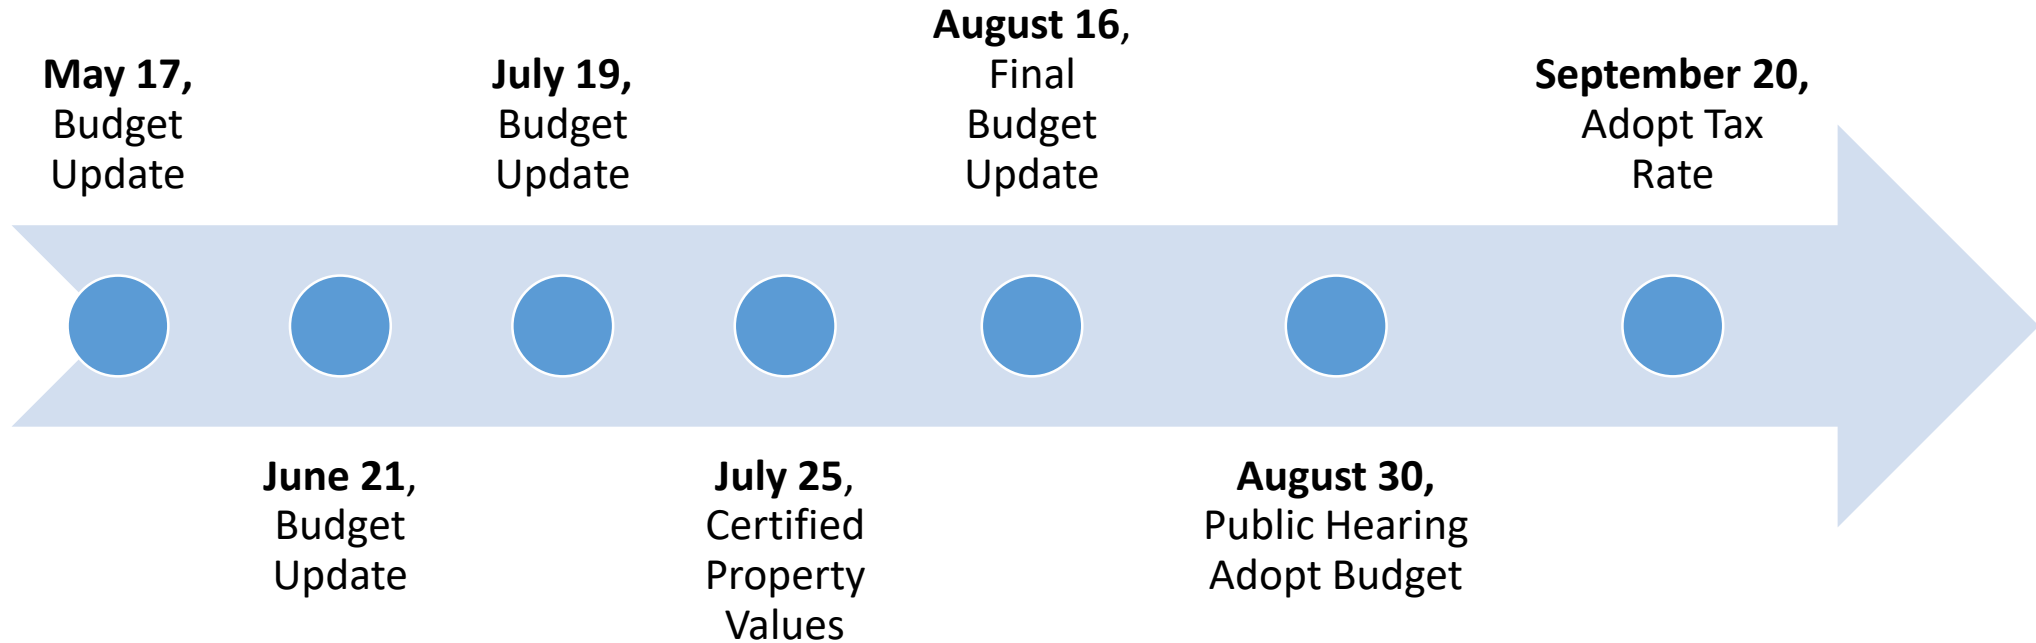 May 17,
Budget
Update
June 21,
Budget
Update
July 19,
Budget
Update
July 25,
Certified
Property
Values
August 16,
Final
Budget
Update
August 30,
Public Hearing
Adopt Budget
September 20,
Adopt Tax
Rate